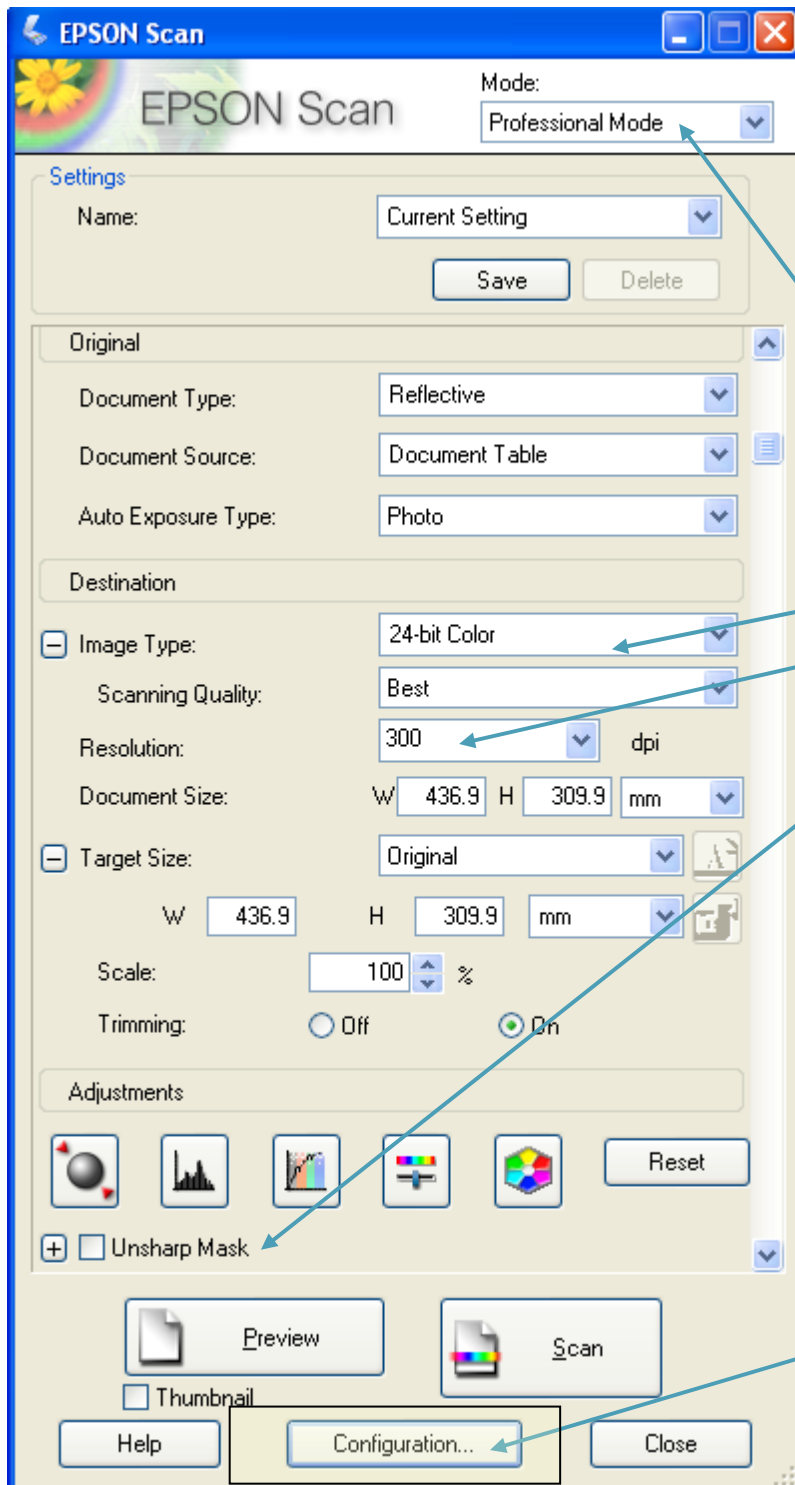 EPSON Scan
EPSON Scan
Mode:
Professional Mode
Settings
Name: Current Setting
Save Delete
Original
Document Type: Reflective
Document Source: Document Table
Auto Exposure Type: Photo
Destination
Image Type: 24-bit Color
Scanning Quality: Best
Resolution: 300 dpi
Document Size: W 436.9 H 309.9 mm
Target Size: Original
W 436.9 H 309.9 mm
Scale: 100 %
Trimming: Off On
Adjustments
Reset
Unsharp Mask
Preview Scan
Thumbnail
Help Configuration... Close